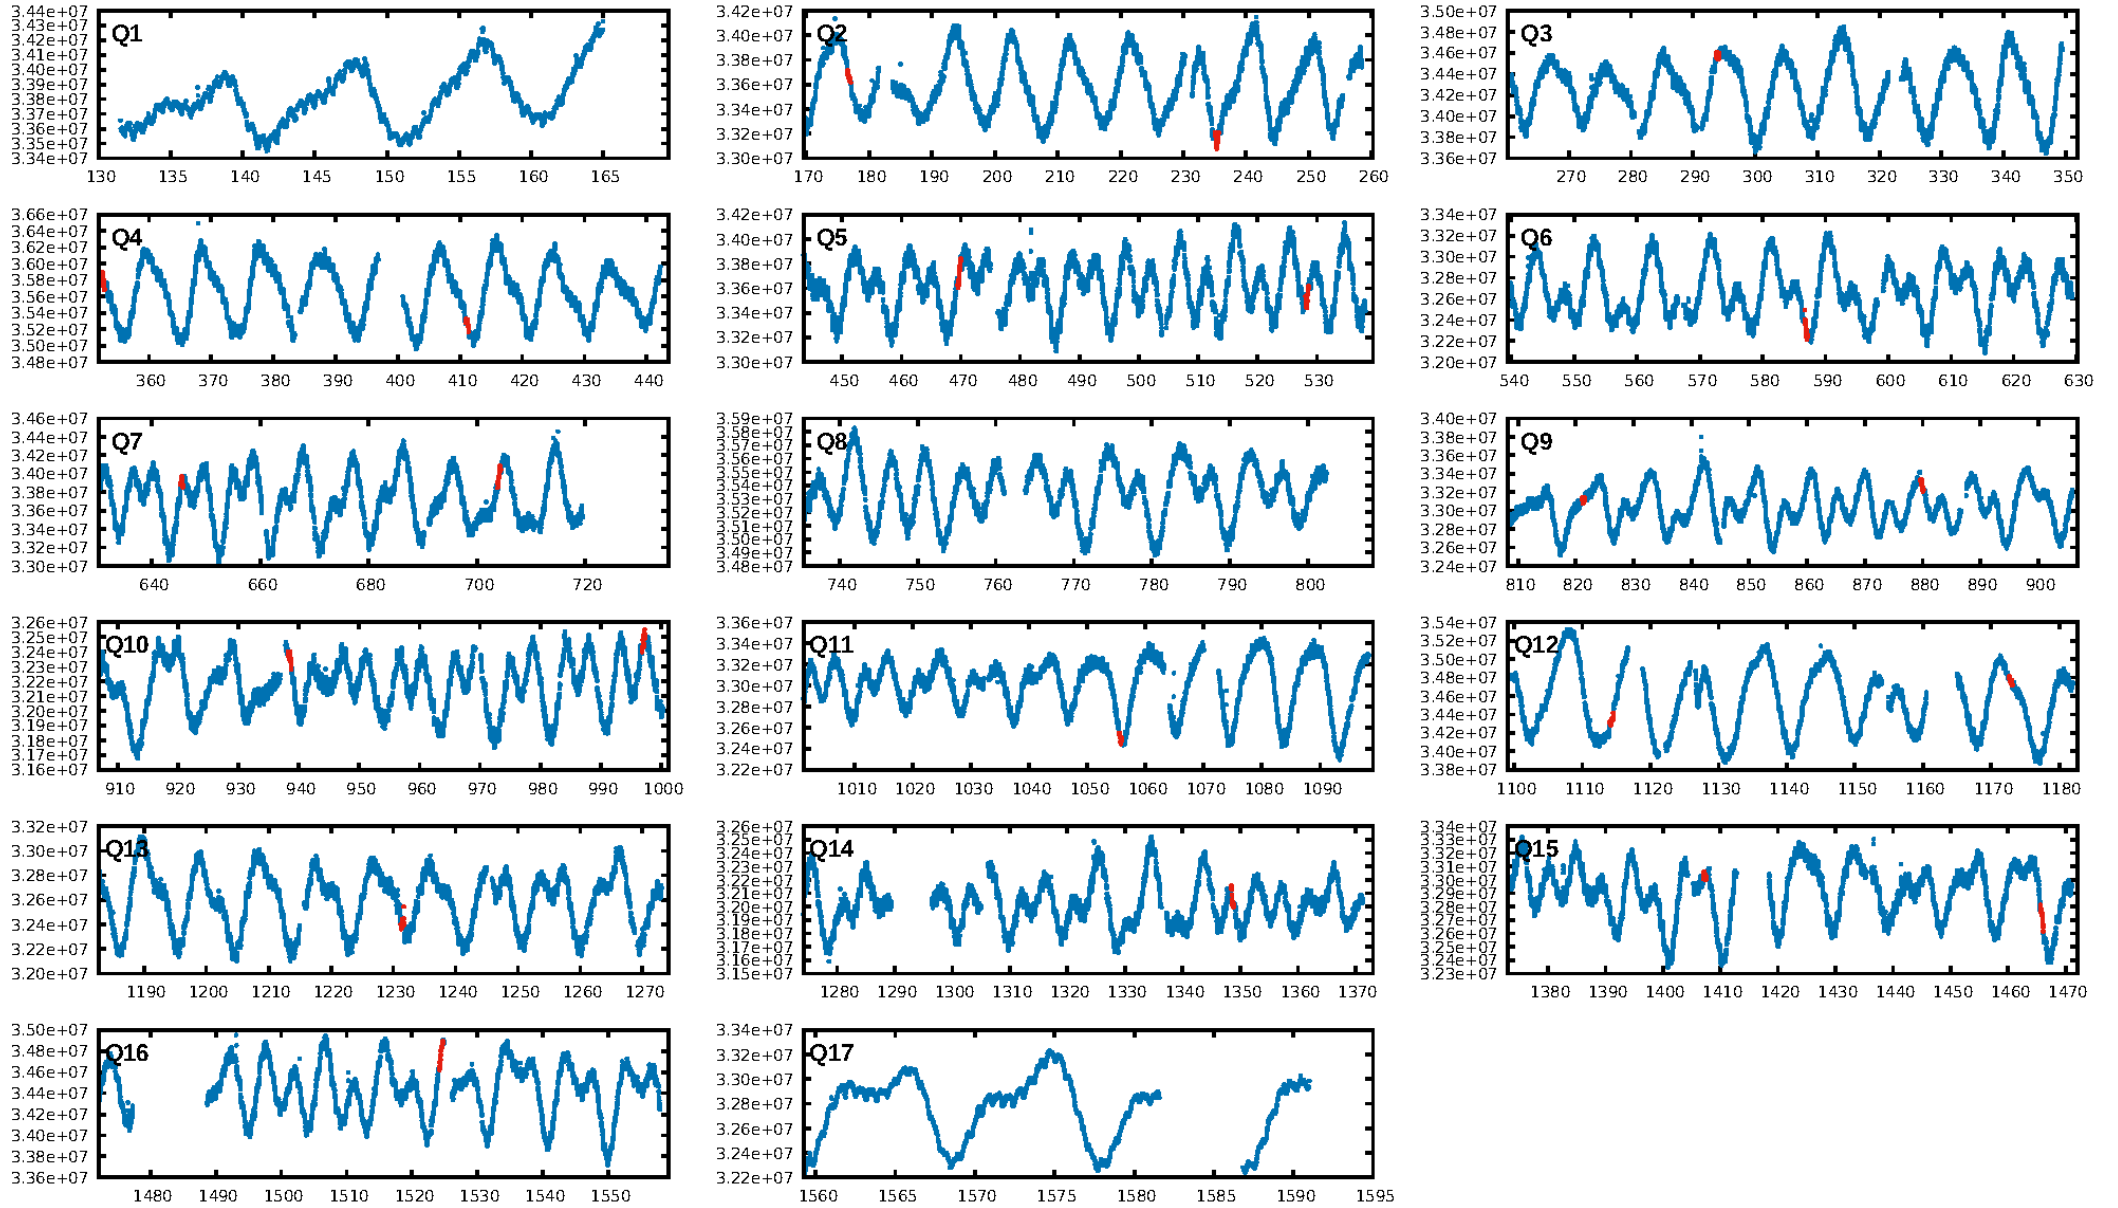 Q1
3.44e+07
3.43e+07
3.42e+07
3.41e+07
3.40e+07
3.39e+07
3.38e+07
3.37e+07
3.36e+07
3.35e+07
3.34e+07
130 135 140 145 150 155 160 165
Q2
3.42e+07
3.40e+07
3.38e+07
3.36e+07
3.34e+07
3.32e+07
3.30e+07
170 180 190 200 210 220 230 240 250 260
Q3
3.50e+07
3.48e+07
3.46e+07
3.44e+07
3.42e+07
3.40e+07
3.38e+07
3.36e+07
270 280 290 300 310 320 330 340 350
Q4
3.66e+07
3.64e+07
3.62e+07
3.60e+07
3.58e+07
3.56e+07
3.54e+07
3.52e+07
3.50e+07
3.48e+07
360 370 380 390 400 410 420 430 440
Q5
3.42e+07
3.40e+07
3.38e+07
3.36e+07
3.34e+07
3.32e+07
3.30e+07
450 460 470 480 490 500 510 520 530
Q6
3.34e+07
3.32e+07
3.30e+07
3.28e+07
3.26e+07
3.24e+07
3.22e+07
3.20e+07
540 550 560 570 580 590 600 610 620 630
Q7
3.46e+07
3.44e+07
3.42e+07
3.40e+07
3.38e+07
3.36e+07
3.34e+07
3.32e+07
3.30e+07
640 660 680 700 720
Q8
3.59e+07
3.58e+07
3.57e+07
3.56e+07
3.55e+07
3.54e+07
3.53e+07
3.52e+07
3.51e+07
3.50e+07
3.49e+07
3.48e+07
740 750 760 770 780 790 800
Q9
3.40e+07
3.38e+07
3.36e+07
3.34e+07
3.32e+07
3.30e+07
3.28e+07
3.26e+07
3.24e+07
810 820 830 840 850 860 870 880 890 900
Q10
3.26e+07
3.25e+07
3.24e+07
3.23e+07
3.22e+07
3.21e+07
3.20e+07
3.19e+07
3.18e+07
3.17e+07
3.16e+07
910 920 930 940 950 960 970 980 990 1000
Q11
3.36e+07
3.34e+07
3.32e+07
3.30e+07
3.28e+07
3.26e+07
3.24e+07
3.22e+07
1010 1020 1030 1040 1050 1060 1070 1080 1090
Q12
3.54e+07
3.52e+07
3.50e+07
3.48e+07
3.46e+07
3.44e+07
3.42e+07
3.40e+07
3.38e+07
1100 1110 1120 1130 1140 1150 1160 1170 1180
Q13
3.32e+07
3.30e+07
3.28e+07
3.26e+07
3.24e+07
3.22e+07
3.20e+07
1190 1200 1210 1220 1230 1240 1250 1260 1270
Q14
3.26e+07
3.25e+07
3.24e+07
3.23e+07
3.22e+07
3.21e+07
3.20e+07
3.19e+07
3.18e+07
3.17e+07
3.16e+07
3.15e+07
1280 1290 1300 1310 1320 1330 1340 1350 1360 1370
Q15
3.34e+07
3.33e+07
3.32e+07
3.31e+07
3.30e+07
3.29e+07
3.28e+07
3.27e+07
3.26e+07
3.25e+07
3.24e+07
3.23e+07
1380 1390 1400 1410 1420 1430 1440 1450 1460 1470
Q16
3.50e+07
3.48e+07
3.46e+07
3.44e+07
3.42e+07
3.40e+07
3.38e+07
3.36e+07
1480 1490 1500 1510 1520 1530 1540 1550
Q17
3.34e+07
3.32e+07
3.30e+07
3.28e+07
3.26e+07
3.24e+07
3.22e+07
1560 1565 1570 1575 1580 1585 1590 1595